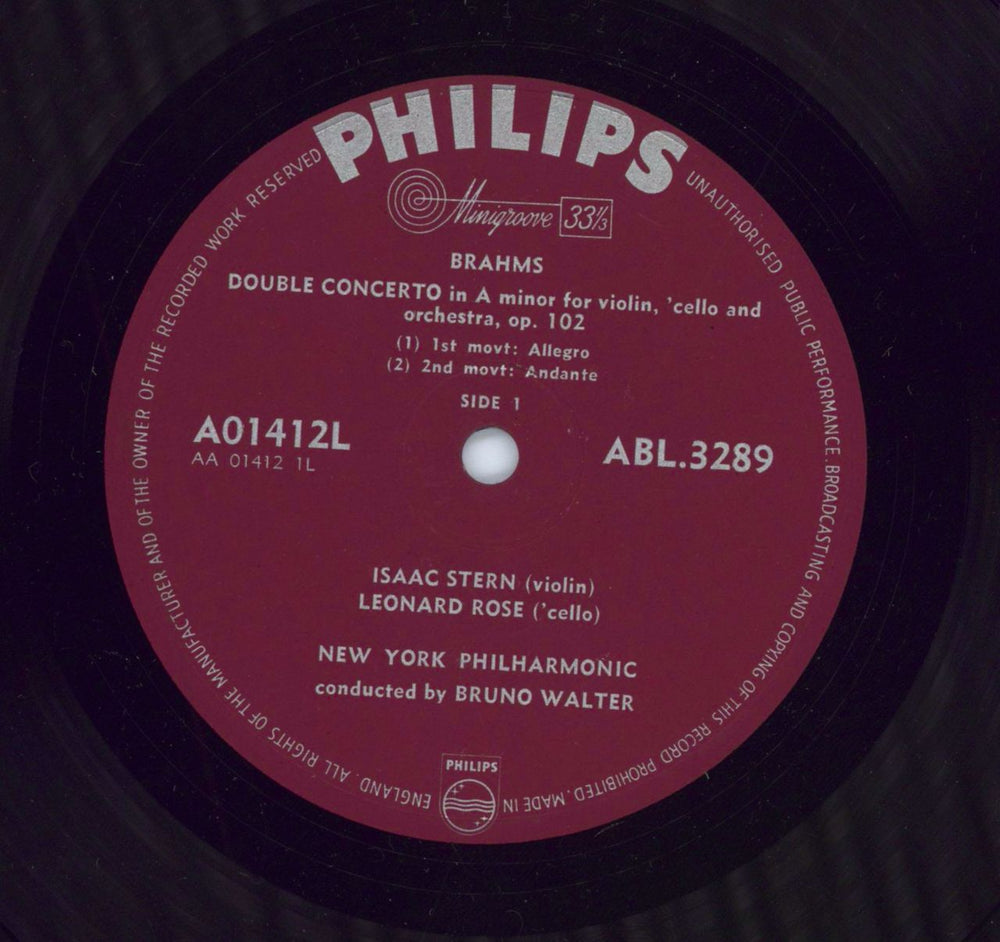 PHILIPS
Minigroove 33⅓
BRAHMS
DOUBLE CONCERTO in A minor for violin, 'cello and
orchestra, op. 102
(1) 1st movt: Allegro
(2) 2nd movt: Andante
SIDE 1
A01412L
AA 01412 1L
ABL.3289
ISAAC STERN (violin)
LEONARD ROSE ('cello)
NEW YORK PHILHARMONIC
conducted by BRUNO WALTER
PHILIPS
ALL RIGHTS OF THE MANUFACTURER AND OF THE OWNER OF THE RECORDED WORK RESERVED
UNAUTHORISED PUBLIC PERFORMANCE. BROADCASTING AND COPYING OF THIS RECORD PROHIBITED. MADE IN ENGLAND.